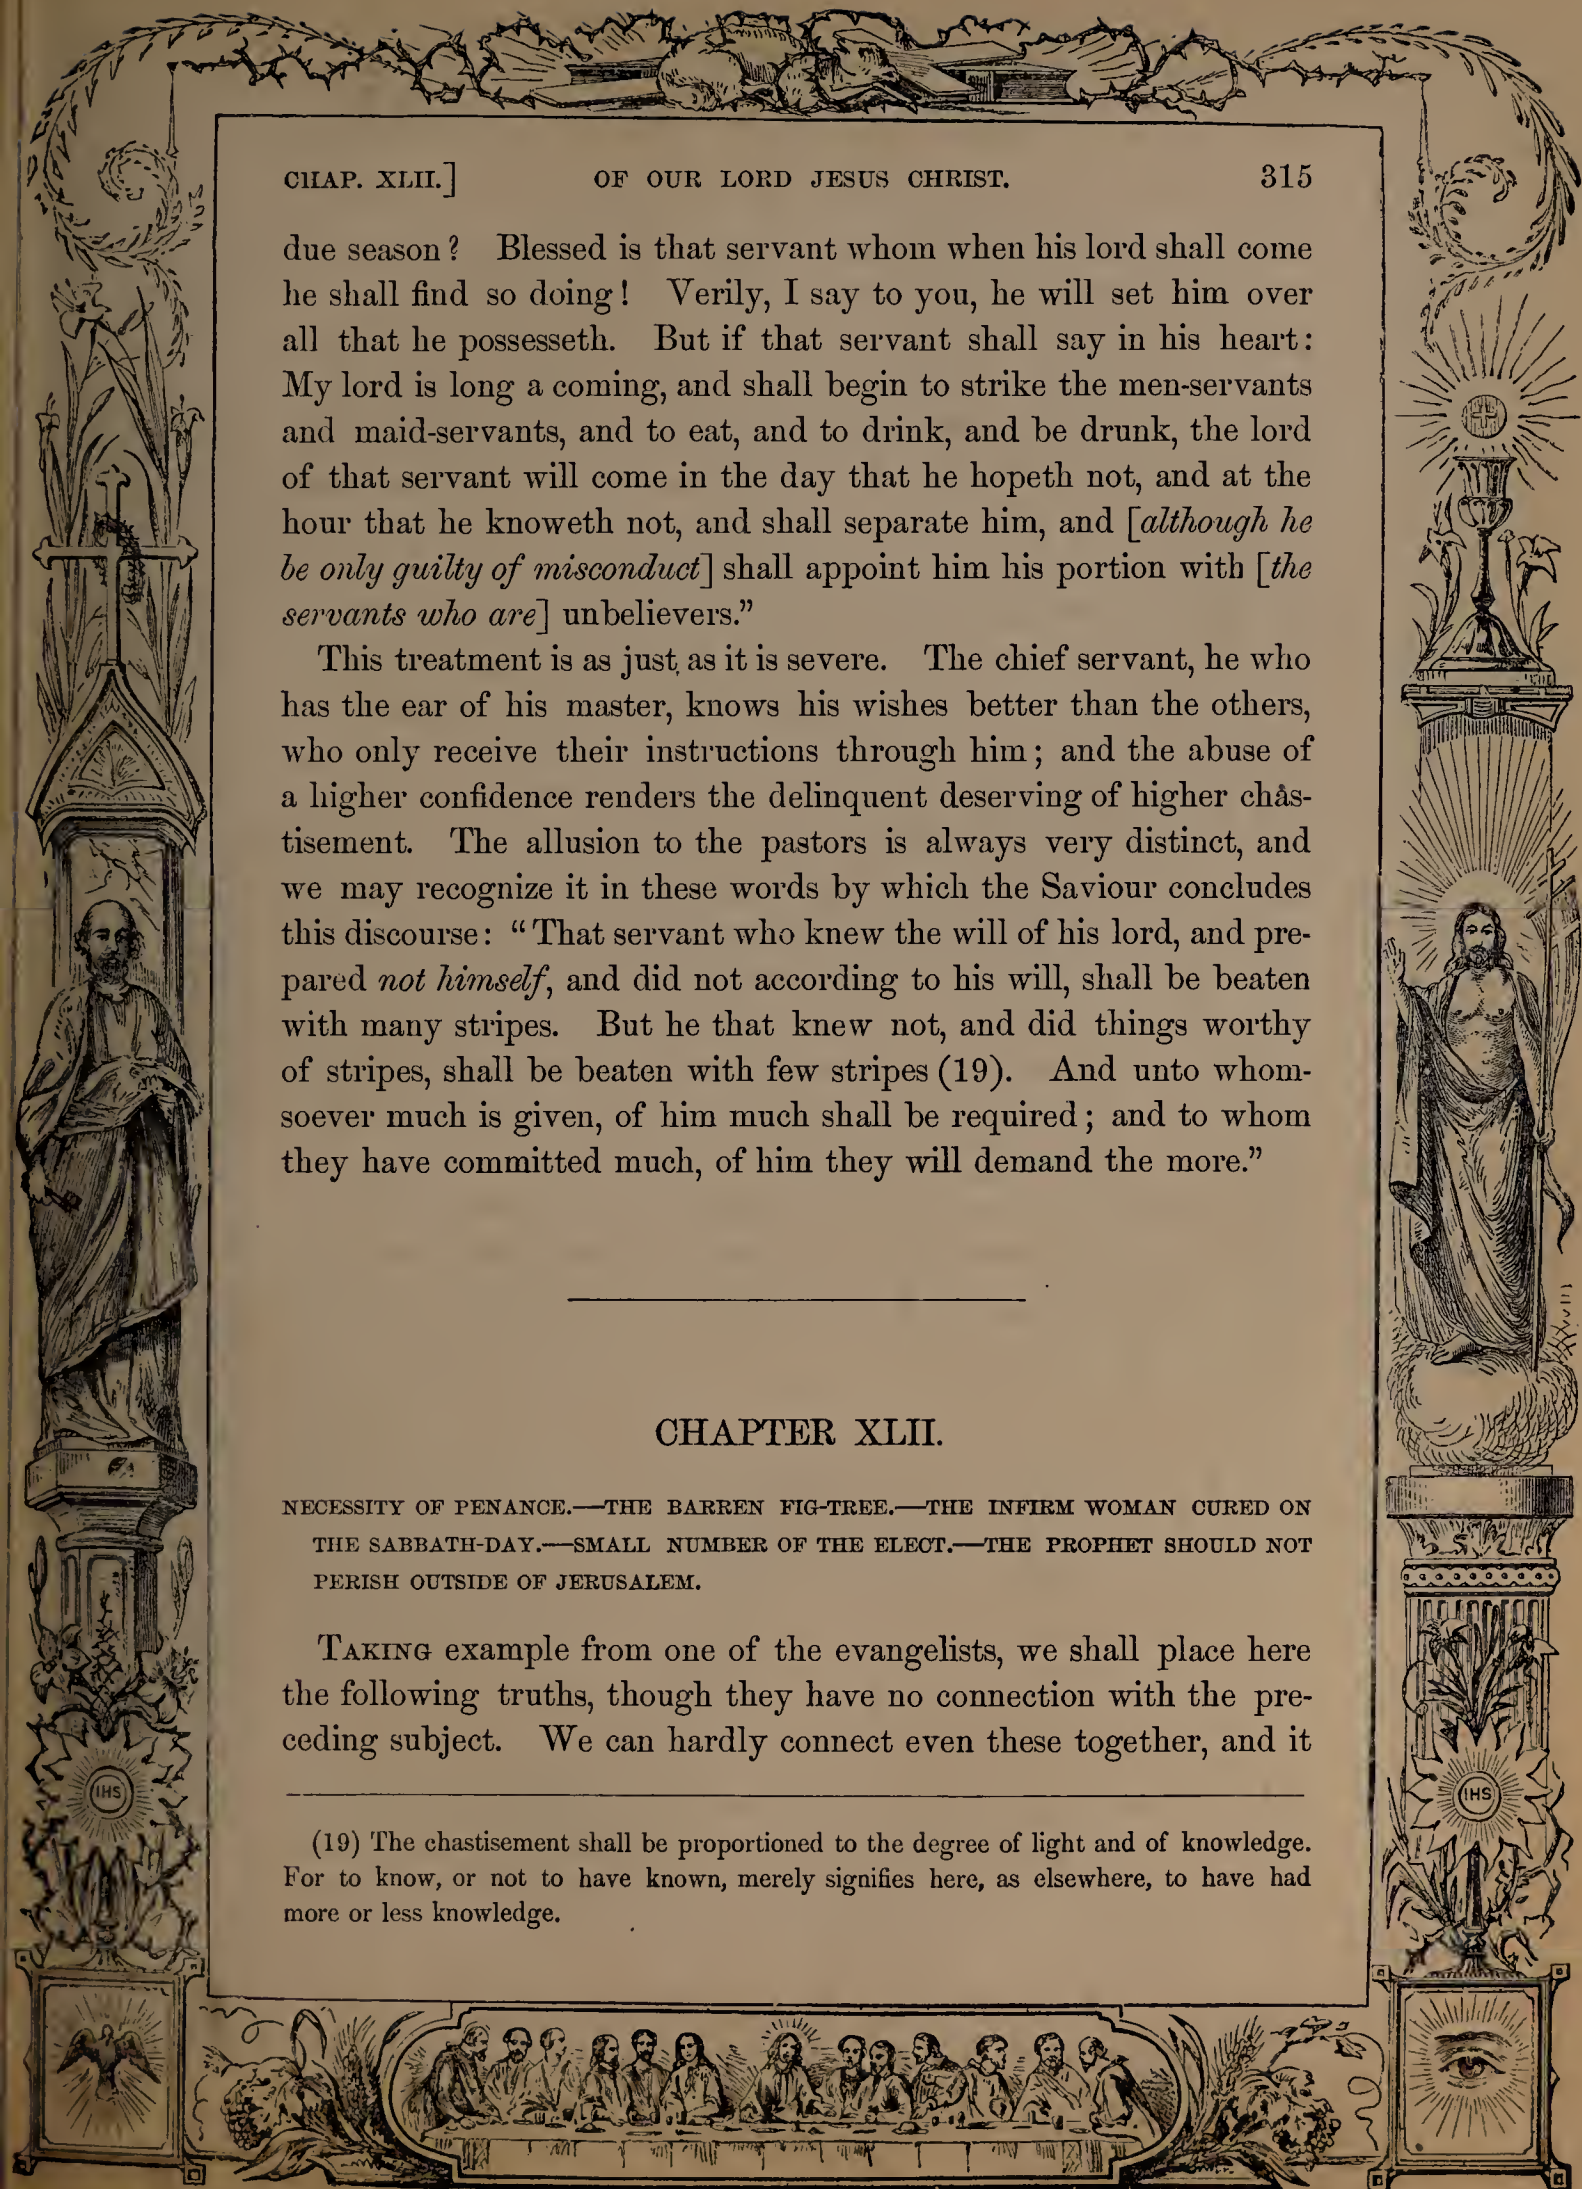 CHAP. XLII.] OF OUR LORD JESUS CHRIST. 315
due season ? Blessed is that servant whom when his lord shall come
he shall find so doing ! Verily, I say to you, he will set him over
all that he possesseth. But if that servant shall say in his heart:
My lord is long a coming, and shall begin to strike the men-servants
and maid-servants, and to eat, and to drink, and be drunk, the lord
of that servant will come in the day that he hopeth not, and at the
hour that he knoweth not, and shall separate him, and [although he
be only guilty of misconduct] shall appoint him his portion with [the
servants who are] unbelievers.”
This treatment is as just as it is severe. The chief servant, he who
has the ear of his master, knows his wishes better than the others,
who only receive their instructions through him ; and the abuse of
a higher confidence renders the delinquent deserving of higher chas-
tisement. The allusion to the pastors is always very distinct, and
we may recognize it in these words by which the Saviour concludes
this discourse: “ That servant who knew the will of his lord, and pre-
pared not himself, and did not according to his will, shall be beaten
with many stripes. But he that knew not, and did things worthy
of stripes, shall be beaten with few stripes (19). And unto whom-
soever much is given, of him much shall be required ; and to whom
they have committed much, of him they will demand the more.”
CHAPTER XLII.
NECESSITY OF PENANCE.—THE BARREN FIG-TREE.—THE INFIRM WOMAN CURED ON
THE SABBATH-DAY.—SMALL NUMBER OF THE ELECT.—THE PROPHET SHOULD NOT
PERISH OUTSIDE OF JERUSALEM.
TAKING example from one of the evangelists, we shall place here
the following truths, though they have no connection with the pre-
ceding subject. We can hardly connect even these together, and it
(19) The chastisement shall be proportioned to the degree of light and of knowledge.
For to know, or not to have known, merely signifies here, as elsewhere, to have had
more or less knowledge.
IHS
IHS